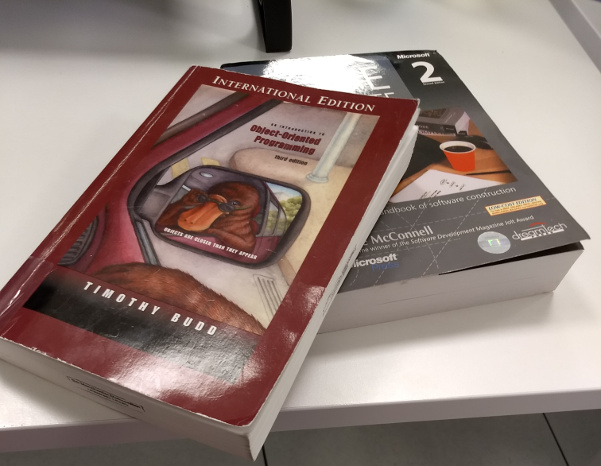 INTERNATIONAL EDITION
AN INTRODUCTION TO
Object-Oriented
Programming
third edition
OBJECTS ARE CLOSER THAN THEY APPEAR
TIMOTHY BUDD
Microsoft
2
handbook of software construction
McConnell
winner of the Software Development Magazine Jolt Award
Microsoft
dreamtech